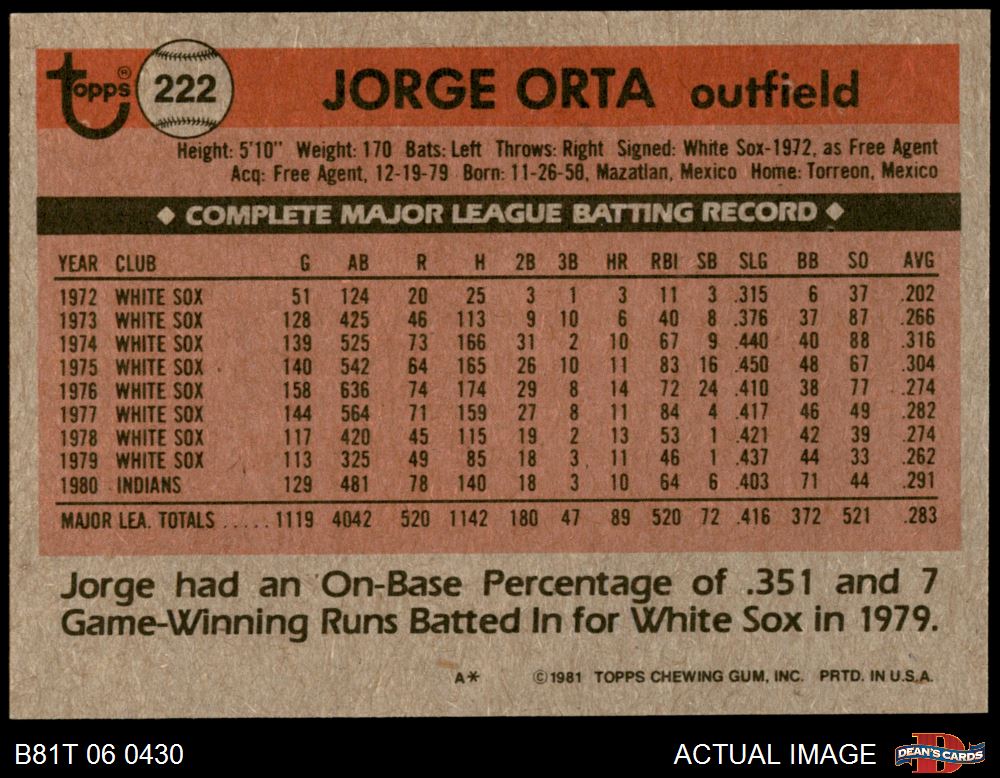 topps® 222 JORGE ORTA outfield
Height: 5'10" Weight: 170 Bats: Left Throws: Right Signed: White Sox-1972, as Free Agent
Acq: Free Agent, 12-19-79 Born: 11-26-50, Mazatlan, Mexico Home: Torreon, Mexico
◆ COMPLETE MAJOR LEAGUE BATTING RECORD ◆
YEAR CLUB G AB R H 2B 3B HR RBI SB SLG BB SO AVG
1972 WHITE SOX 51 124 20 25 3 1 3 11 3 .315 6 37 .202
1973 WHITE SOX 128 425 46 113 9 10 6 40 8 .376 37 87 .266
1974 WHITE SOX 139 525 73 166 31 2 10 67 9 .440 40 88 .316
1975 WHITE SOX 140 542 64 165 26 10 11 83 16 .450 48 67 .304
1976 WHITE SOX 158 636 74 174 29 8 14 72 24 .410 38 77 .274
1977 WHITE SOX 144 564 71 159 27 8 11 84 4 .417 46 49 .282
1978 WHITE SOX 117 420 45 115 19 2 13 53 1 .421 42 39 .274
1979 WHITE SOX 113 325 49 85 18 3 11 46 1 .437 44 33 .262
1980 INDIANS 129 481 78 140 18 3 10 64 6 .403 71 44 .291
MAJOR LEA. TOTALS ..... 1119 4042 520 1142 180 47 89 520 72 .416 372 521 .283
Jorge had an On-Base Percentage of .351 and 7
Game-Winning Runs Batted In for White Sox in 1979.
A* ©1981 TOPPS CHEWING GUM, INC. PRTD. IN U.S.A.
B81T 06 0430 ACTUAL IMAGE DEAN'S CARDS